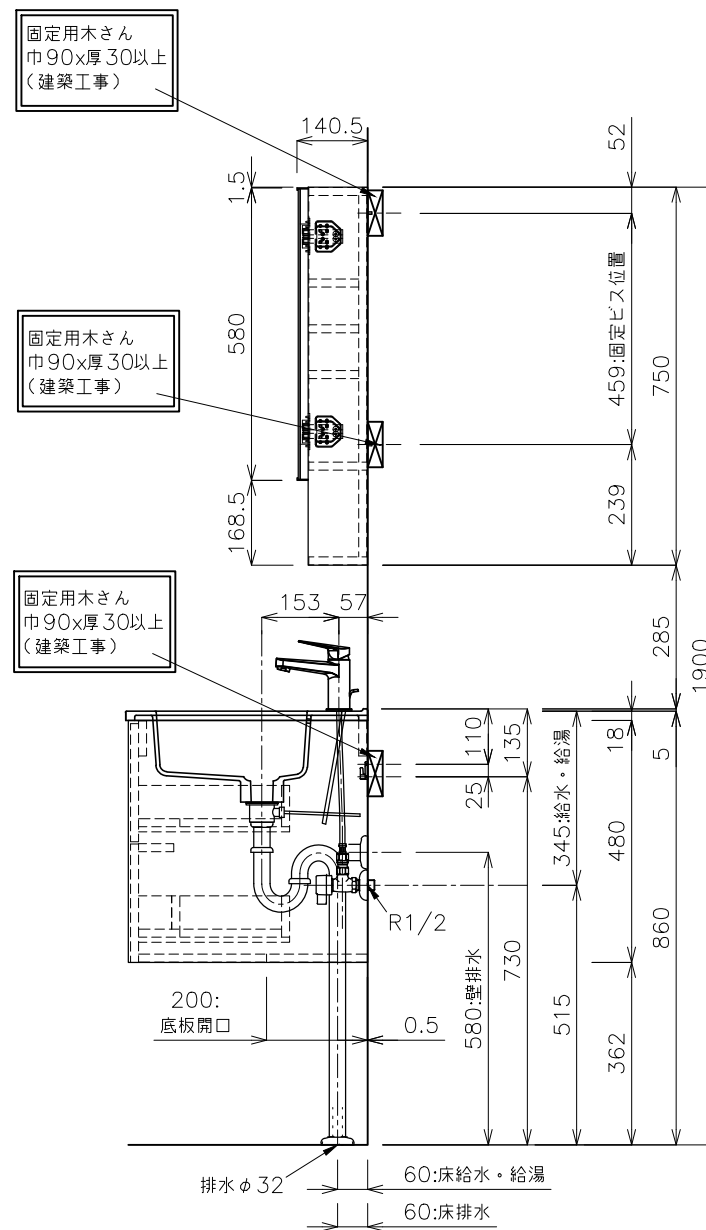 固定用木さん
巾90x厚30以上
(建築工事)
140.5
52
1.5
固定用木さん
巾90x厚30以上
(建築工事)
580
459:固定ビス位置
750
168.5
239
固定用木さん
巾90x厚30以上
(建築工事)
153
57
285
1900
110
135
18
5
25
345:給水・給湯
480
R1/2
860
580:壁排水
730
515
362
200:
底板開口
0.5
排水φ32
60:床給水・給湯
60:床排水